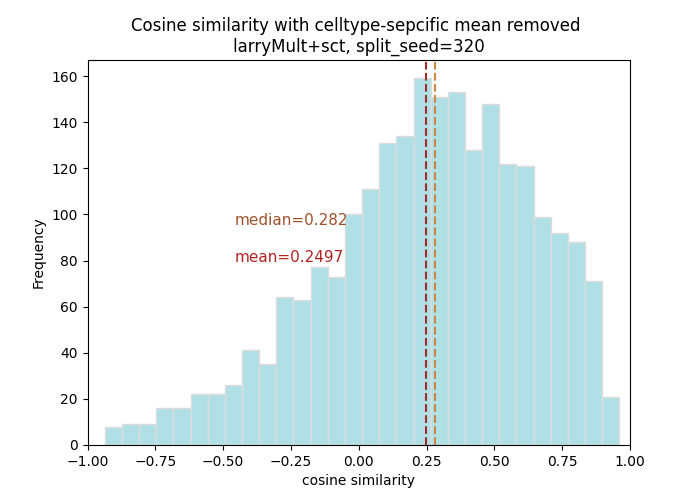 Cosine similarity with celltype-sepcific mean removed
larryMult+sct, split_seed=320
160
140
120
100
80
60
40
20
0
Frequency
median=0.282
mean=0.2497
−1.00 −0.75 −0.50 −0.25 0.00 0.25 0.50 0.75 1.00
cosine similarity